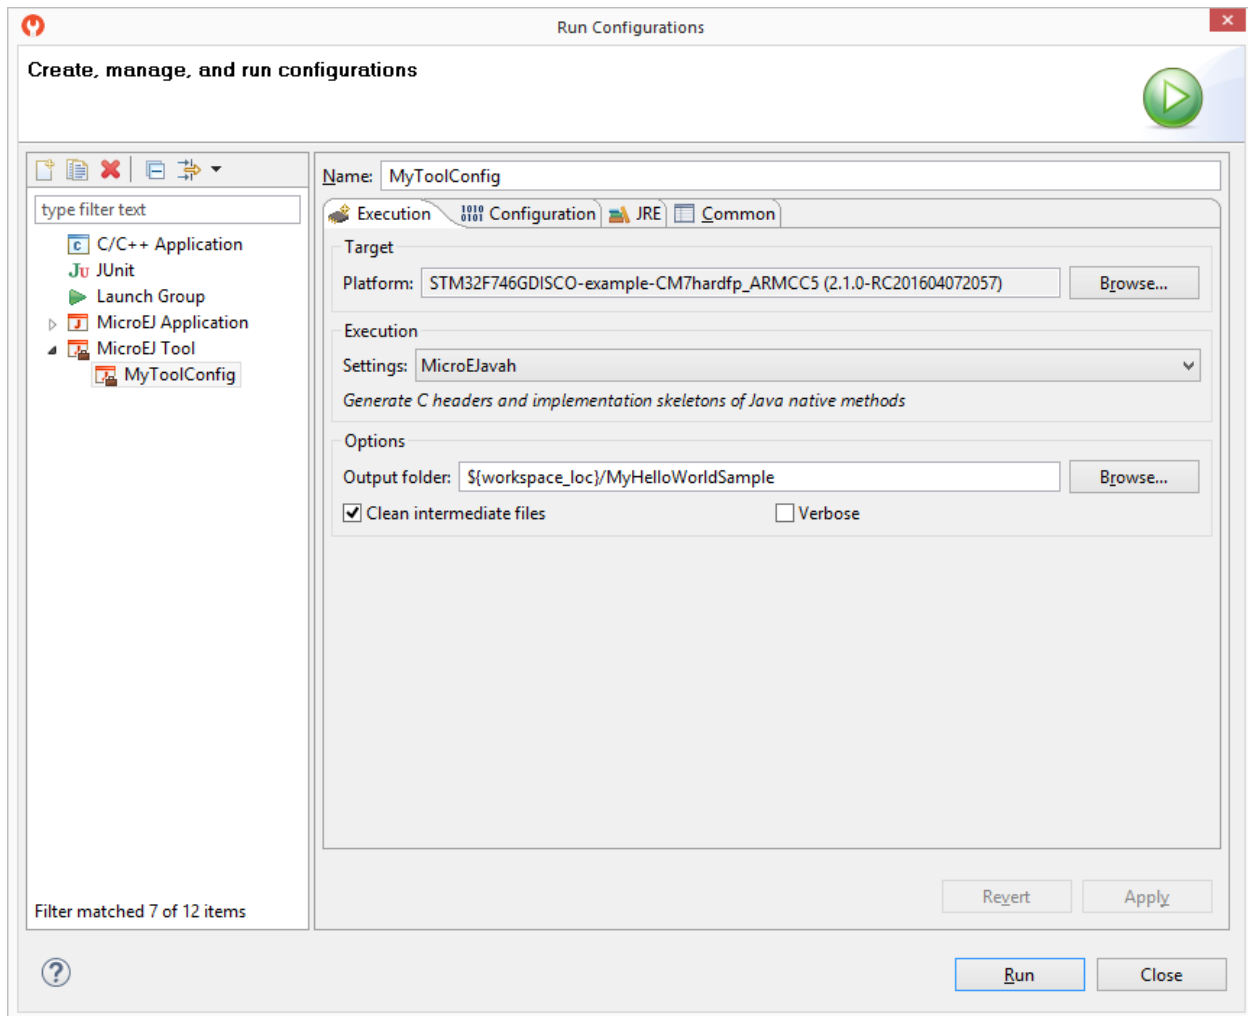 Run Configurations
Create, manage, and run configurations
type filter text
C/C++ Application
JUnit
Launch Group
MicroEJ Application
MicroEJ Tool
MyToolConfig
Filter matched 7 of 12 items
Name: MyToolConfig
Execution Configuration JRE Common
Target
Platform: STM32F746GDISCO-example-CM7hardfp_ARMCC5 (2.1.0-RC201604072057) Browse...
Execution
Settings: MicroEJavah
Generate C headers and implementation skeletons of Java native methods
Options
Output folder: ${workspace_loc}/MyHelloWorldSample Browse...
Clean intermediate files Verbose
Revert Apply
Run Close